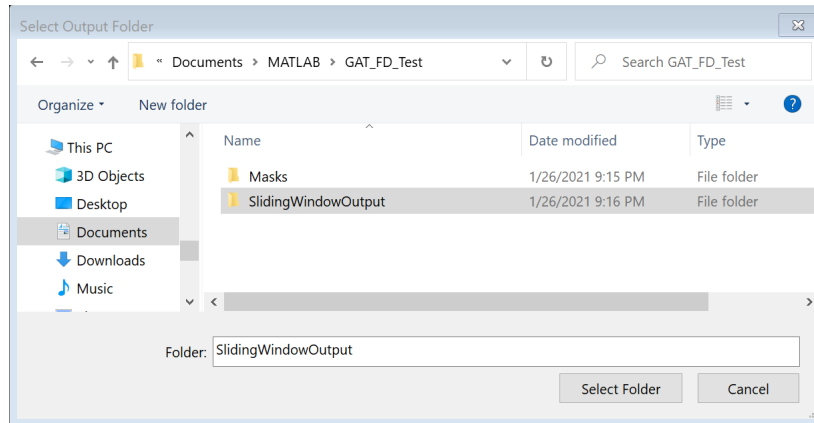 Select Output Folder
« Documents > MATLAB > GAT_FD_Test
Search GAT_FD_Test
Organize
New folder
Name
Date modified
Type
This PC
3D Objects
Desktop
Documents
Downloads
Music
Masks
1/26/2021 9:15 PM
File folder
SlidingWindowOutput
1/26/2021 9:16 PM
File folder
Folder: SlidingWindowOutput
Select Folder
Cancel